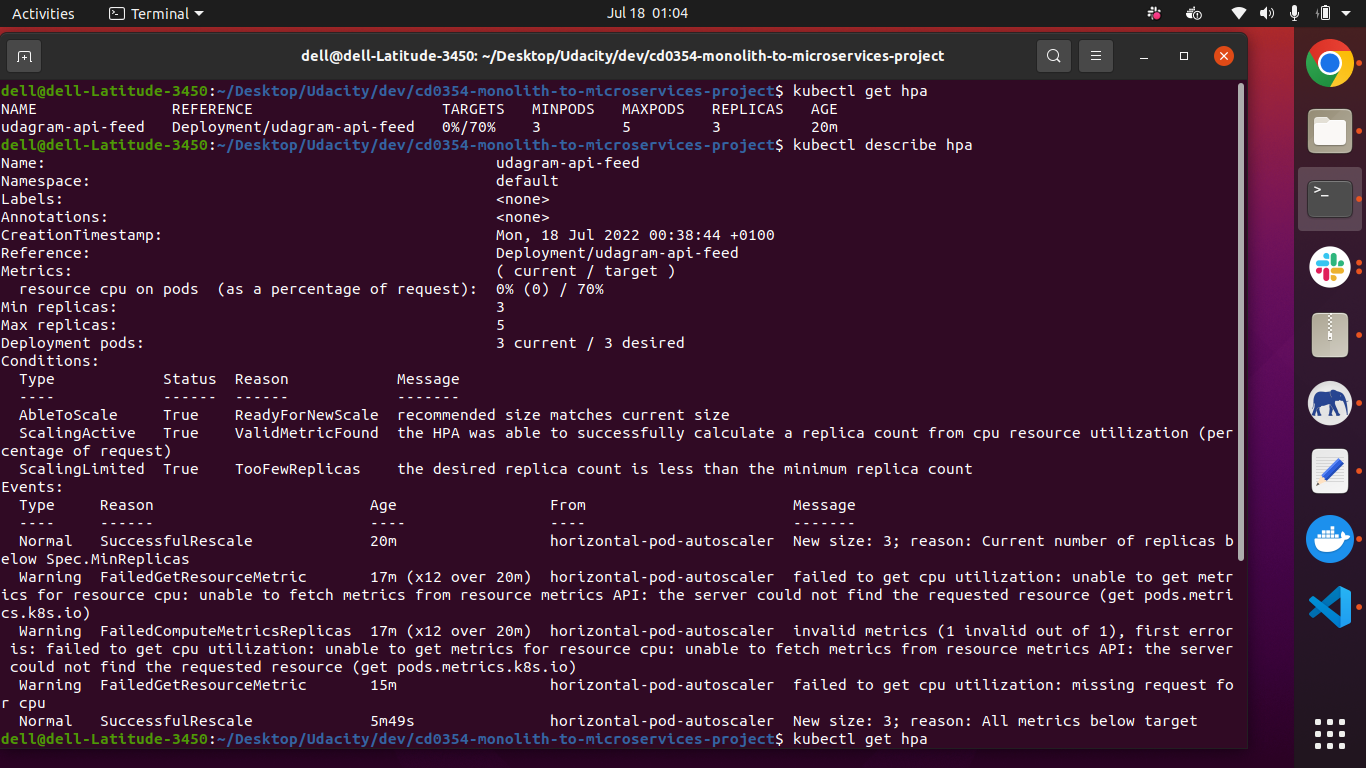 Activities Terminal Jul 18 01:04
dell@dell-Latitude-3450: ~/Desktop/Udacity/dev/cd0354-monolith-to-microservices-project
dell@dell-Latitude-3450:~/Desktop/Udacity/dev/cd0354-monolith-to-microservices-project$ kubectl get hpa
NAME REFERENCE TARGETS MINPODS MAXPODS REPLICAS AGE
udagram-api-feed Deployment/udagram-api-feed 0%/70% 3 5 3 20m
dell@dell-Latitude-3450:~/Desktop/Udacity/dev/cd0354-monolith-to-microservices-project$ kubectl describe hpa
Name: udagram-api-feed
Namespace: default
Labels: <none>
Annotations: <none>
CreationTimestamp: Mon, 18 Jul 2022 00:38:44 +0100
Reference: Deployment/udagram-api-feed
Metrics: ( current / target )
resource cpu on pods (as a percentage of request): 0% (0) / 70%
Min replicas: 3
Max replicas: 5
Deployment pods: 3 current / 3 desired
Conditions:
Type Status Reason Message
---- ------ ------ -------
AbleToScale True ReadyForNewScale recommended size matches current size
ScalingActive True ValidMetricFound the HPA was able to successfully calculate a replica count from cpu resource utilization (per
centage of request)
ScalingLimited True TooFewReplicas the desired replica count is less than the minimum replica count
Events:
Type Reason Age From Message
---- ------ ---- ---- -------
Normal SuccessfulRescale 20m horizontal-pod-autoscaler New size: 3; reason: Current number of replicas b
elow Spec.MinReplicas
Warning FailedGetResourceMetric 17m (x12 over 20m) horizontal-pod-autoscaler failed to get cpu utilization: unable to get metr
ics for resource cpu: unable to fetch metrics from resource metrics API: the server could not find the requested resource (get pods.metri
cs.k8s.io)
Warning FailedComputeMetricsReplicas 17m (x12 over 20m) horizontal-pod-autoscaler invalid metrics (1 invalid out of 1), first error
is: failed to get cpu utilization: unable to get metrics for resource cpu: unable to fetch metrics from resource metrics API: the server
could not find the requested resource (get pods.metrics.k8s.io)
Warning FailedGetResourceMetric 15m horizontal-pod-autoscaler failed to get cpu utilization: missing request fo
r cpu
Normal SuccessfulRescale 5m49s horizontal-pod-autoscaler New size: 3; reason: All metrics below target
dell@dell-Latitude-3450:~/Desktop/Udacity/dev/cd0354-monolith-to-microservices-project$ kubectl get hpa